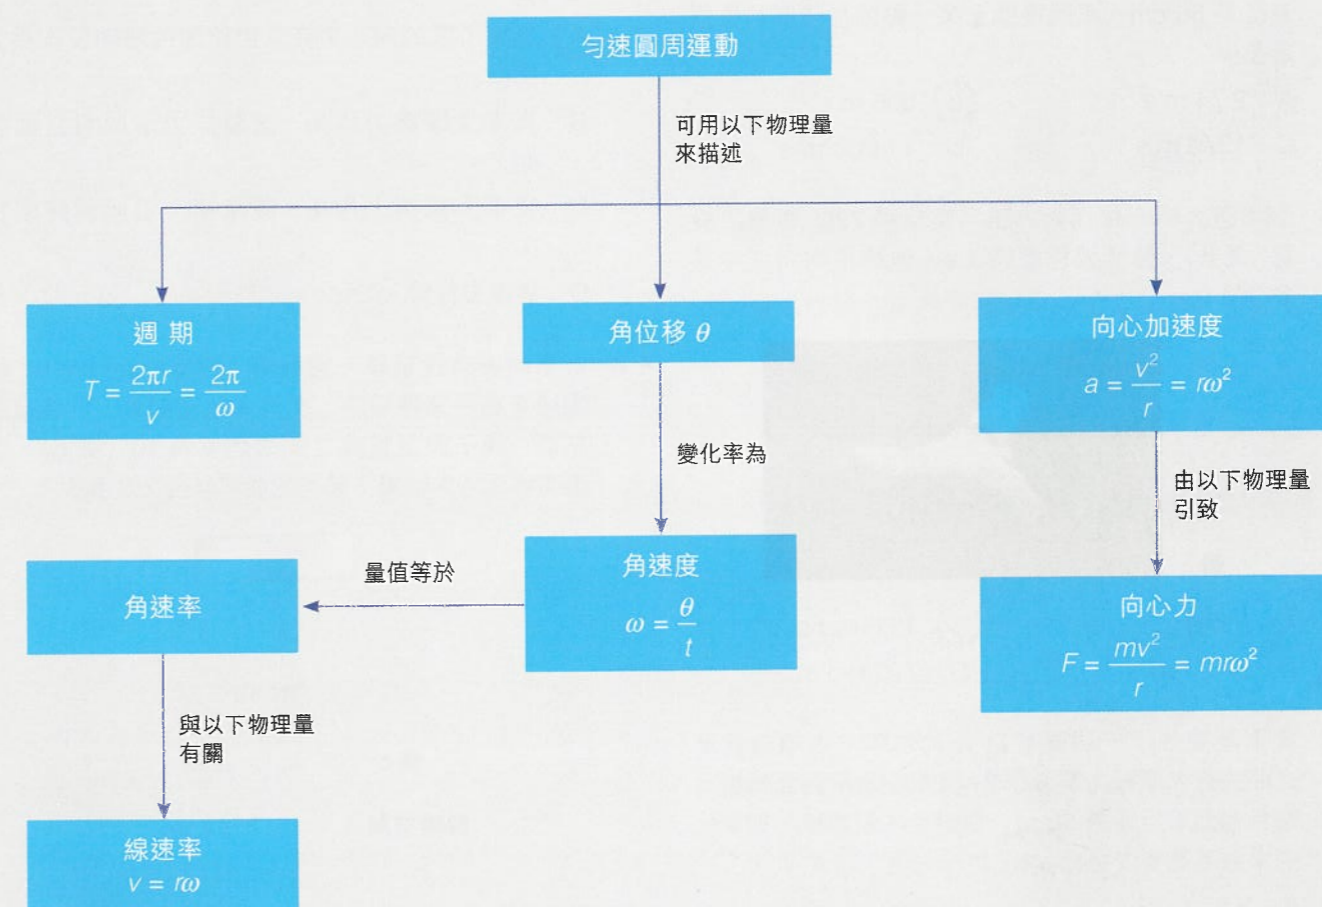 勻速圓周運動
可用以下物理量
來描述
週期
T = 2πr/v = 2π/ω
角位移 θ
向心加速度
a = v²/r = rω²
變化率為
由以下物理量
引致
角速率
量值等於
角速度
ω = θ/t
向心力
F = mv²/r = mrω²
與以下物理量
有關
線速率
v = rω